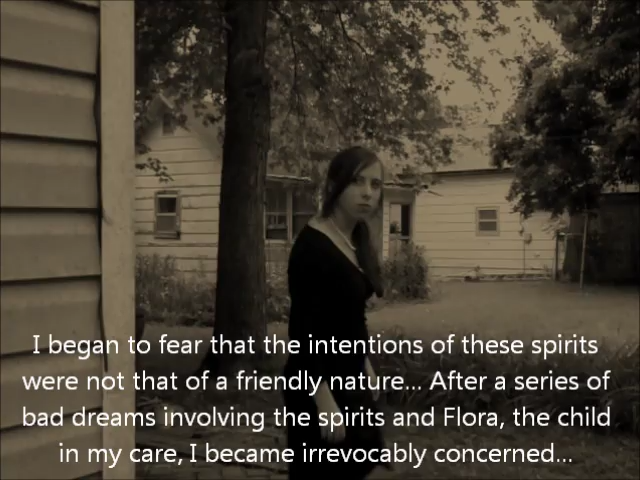 I began to fear that the intentions of these spirits
were not that of a friendly nature... After a series of
bad dreams involving the spirits and Flora, the child
in my care, I became irrevocably concerned...